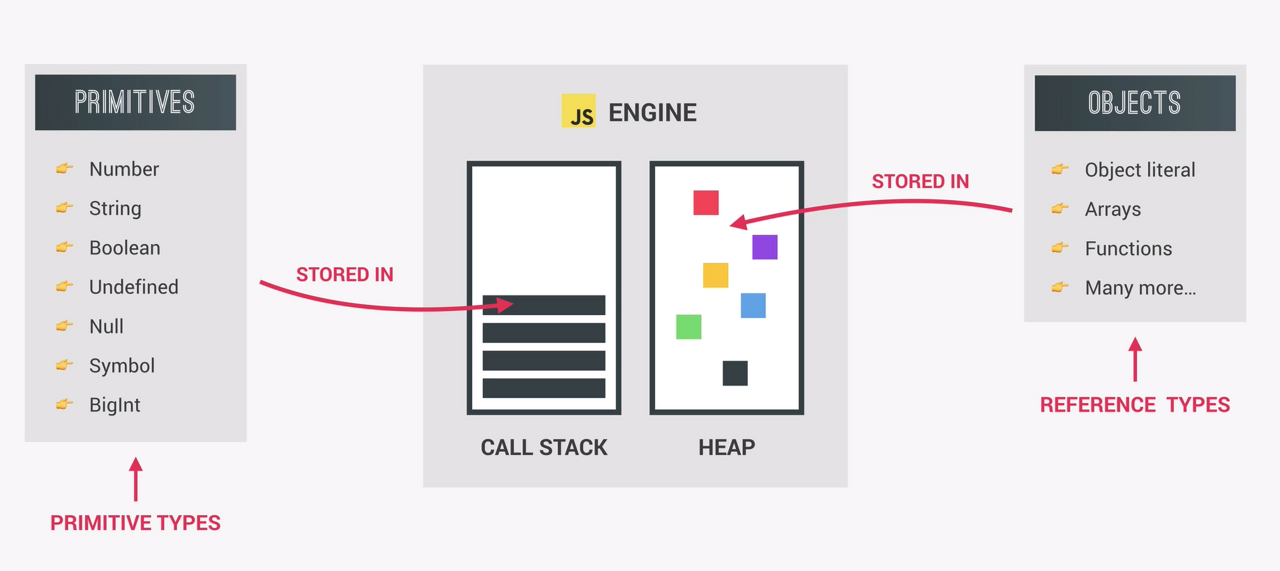 PRIMITIVES
Number
String
Boolean
Undefined
Null
Symbol
BigInt
PRIMITIVE TYPES
STORED IN
JS ENGINE
CALL STACK
HEAP
STORED IN
OBJECTS
Object literal
Arrays
Functions
Many more...
REFERENCE TYPES